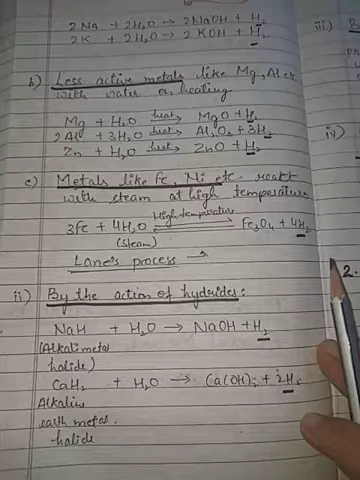 2Na + 2H₂O → 2NaOH + H₂
2K + 2H₂O → 2KOH + H₂
b) Less active metals like Mg, Al etc
with water on heating
Mg + H₂O heat→ MgO + H₂
2Al + 3H₂O heat→ Al₂O₃ + 3H₂
Zn + H₂O heat→ ZnO + H₂
c) Metals like Fe, Ni etc. react
with steam at high temperature
3Fe + 4H₂O ⇌ High temperature Fe₃O₄ + 4H₂
(Steam)
Lane's process →
ii) By the action of hydrides:
NaH + H₂O → NaOH + H₂
(Alkali metal
halide)
CaH₂ + H₂O → Ca(OH)₂ + 2H₂
Alkaline
earth metal
halide
iii)
iv)
2.